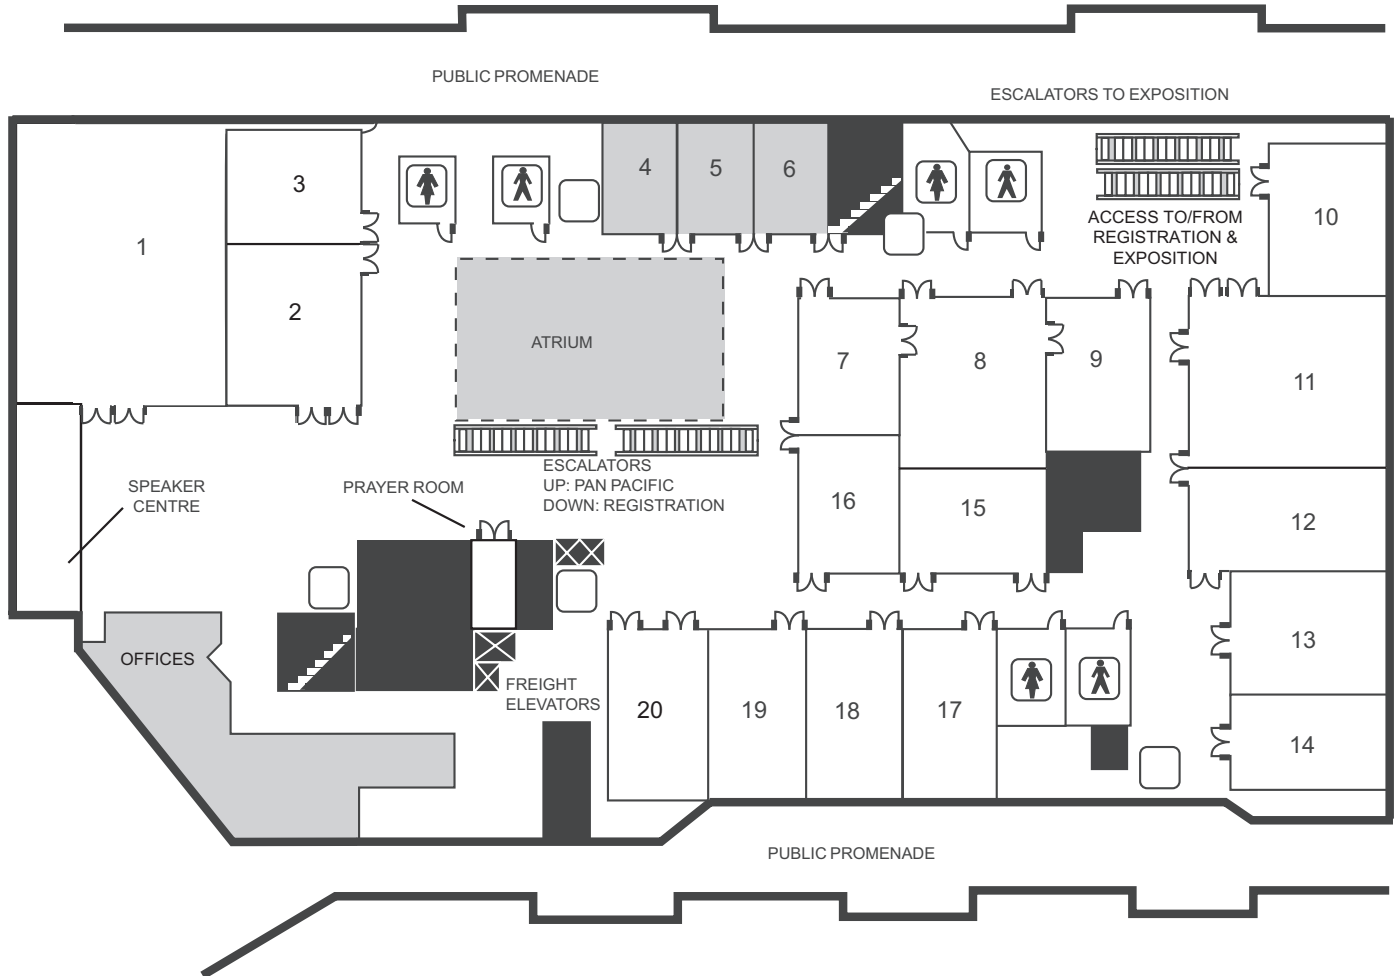 PUBLIC PROMENADE
ESCALATORS TO EXPOSITION
3
4
5
6
10
1
ACCESS TO/FROM
REGISTRATION &
EXPOSITION
2
ATRIUM
7
8
9
11
ESCALATORS
UP: PAN PACIFIC
DOWN: REGISTRATION
SPEAKER
CENTRE
PRAYER ROOM
16
15
12
OFFICES
13
FREIGHT
ELEVATORS
20
19
18
17
14
PUBLIC PROMENADE